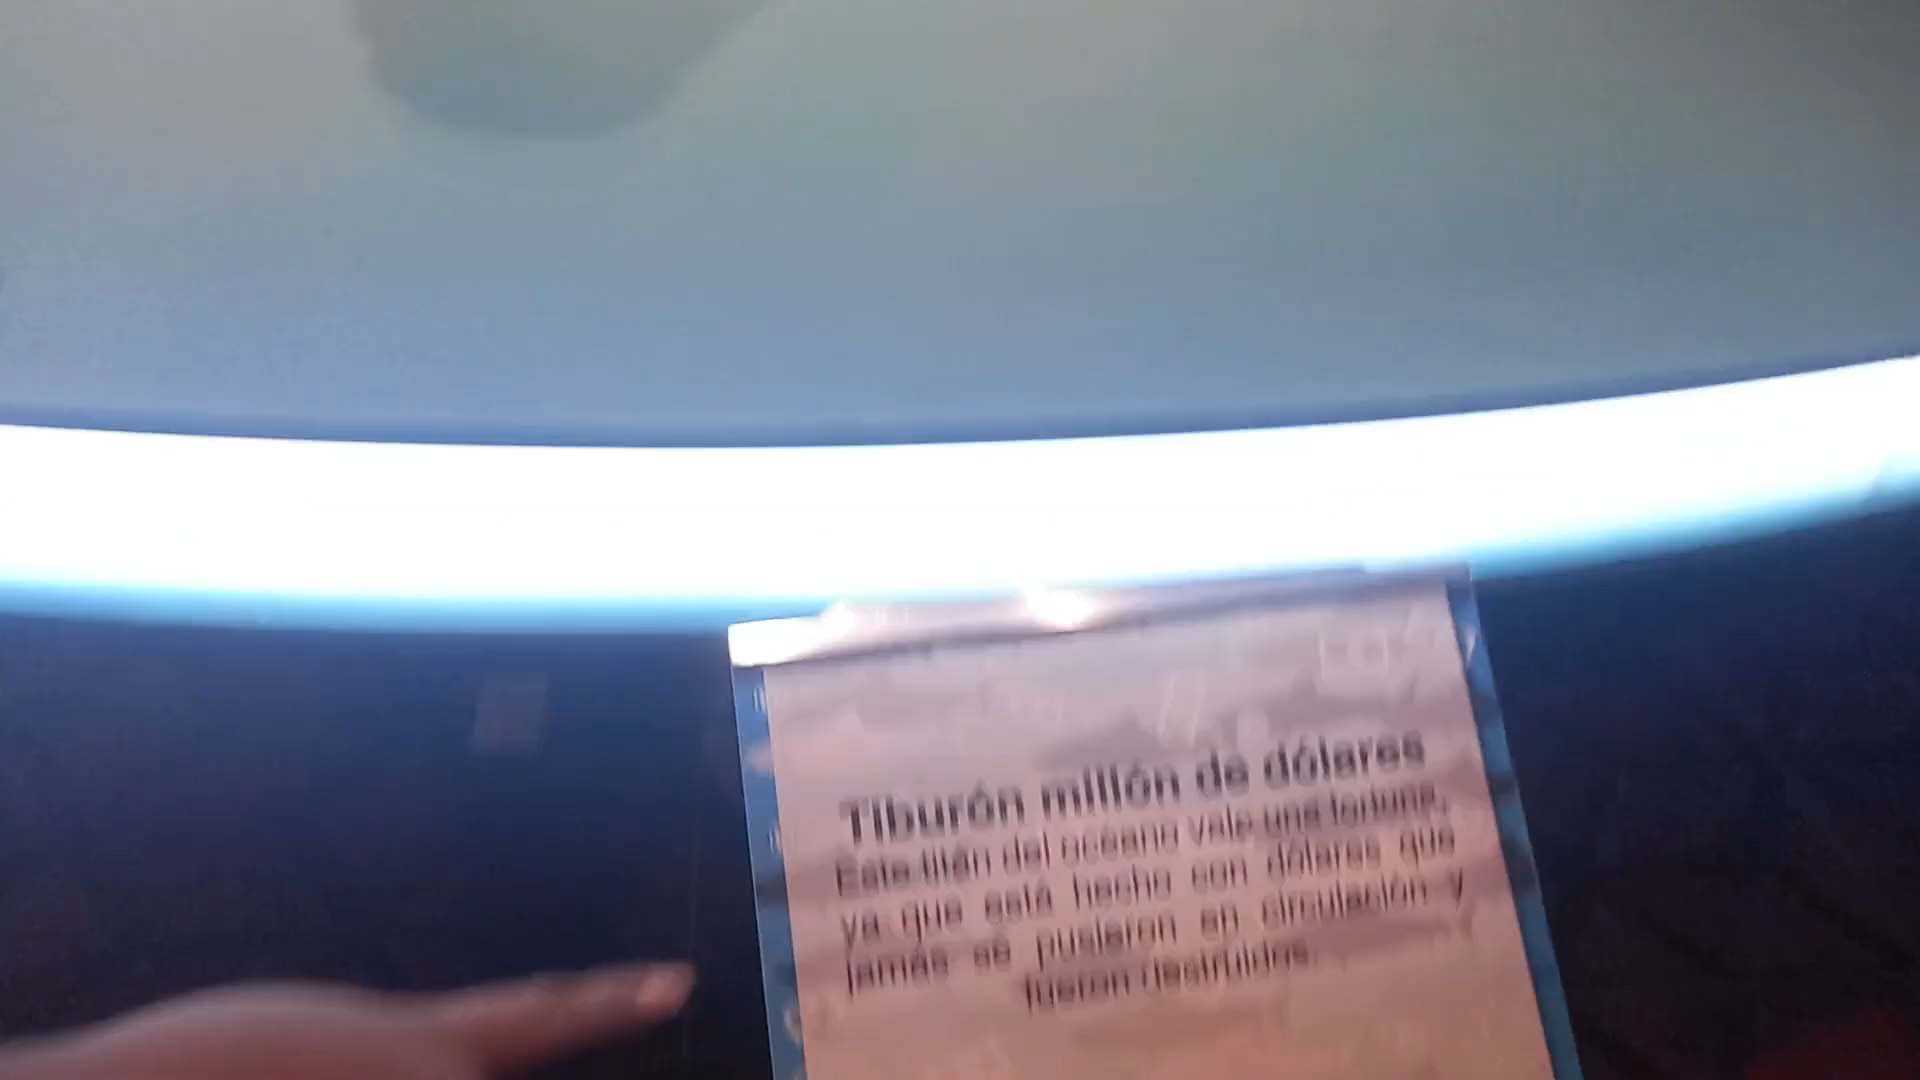 Tiburón millón de dólares
Este titán del océano vale una fortuna,
ya que está hecho con dólares que
jamás se pusieron en circulación y
fueron destruidos.